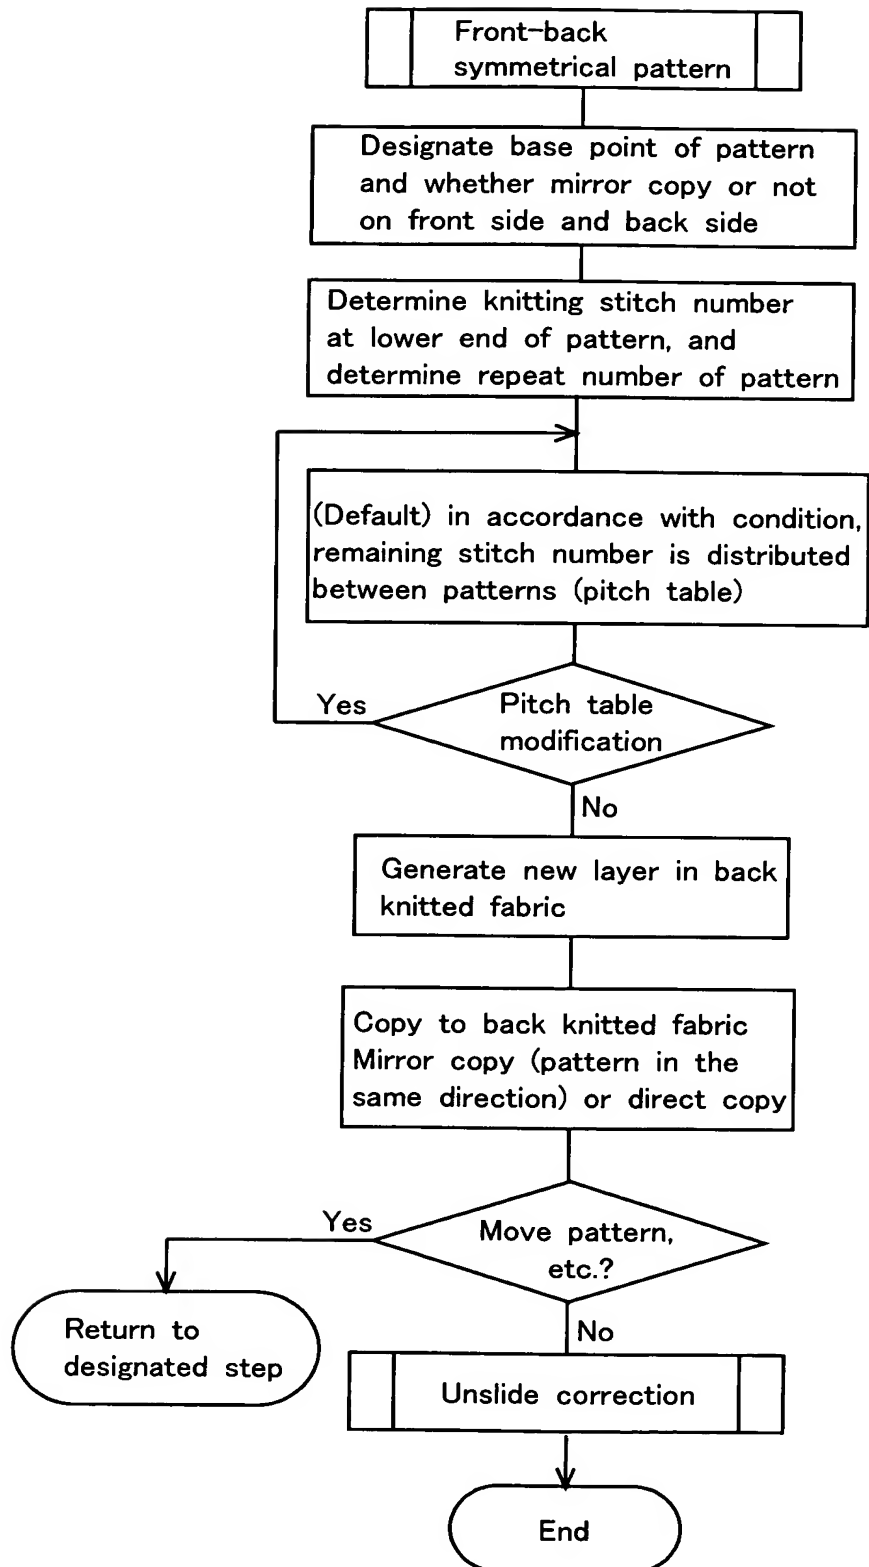 Front-back
symmetrical pattern
Designate base point of pattern
and whether mirror copy or not
on front side and back side
Determine knitting stitch number
at lower end of pattern, and
determine repeat number of pattern
(Default) in accordance with condition,
remaining stitch number is distributed
between patterns (pitch table)
Yes
Pitch table
modification
No
Generate new layer in back
knitted fabric
Copy to back knitted fabric
Mirror copy (pattern in the
same direction) or direct copy
Yes
Move pattern,
etc.?
No
Return to
designated step
Unslide correction
End